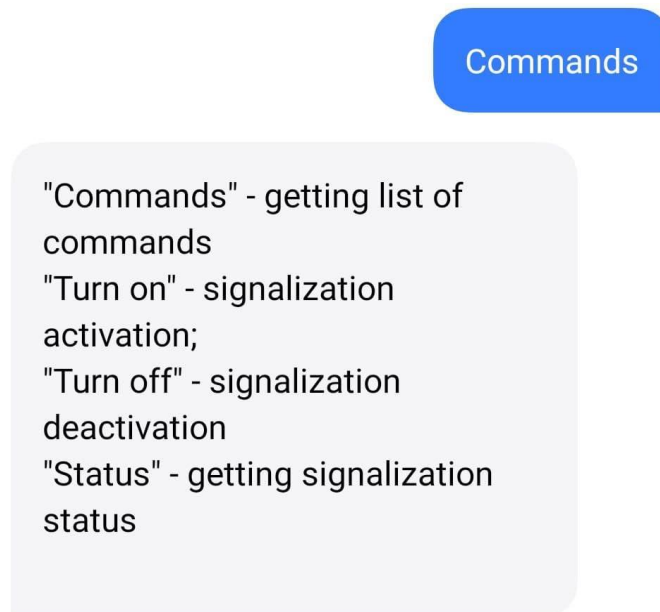 Commands
"Commands" - getting list of
commands
"Turn on" - signalization
activation;
"Turn off" - signalization
deactivation
"Status" - getting signalization
status